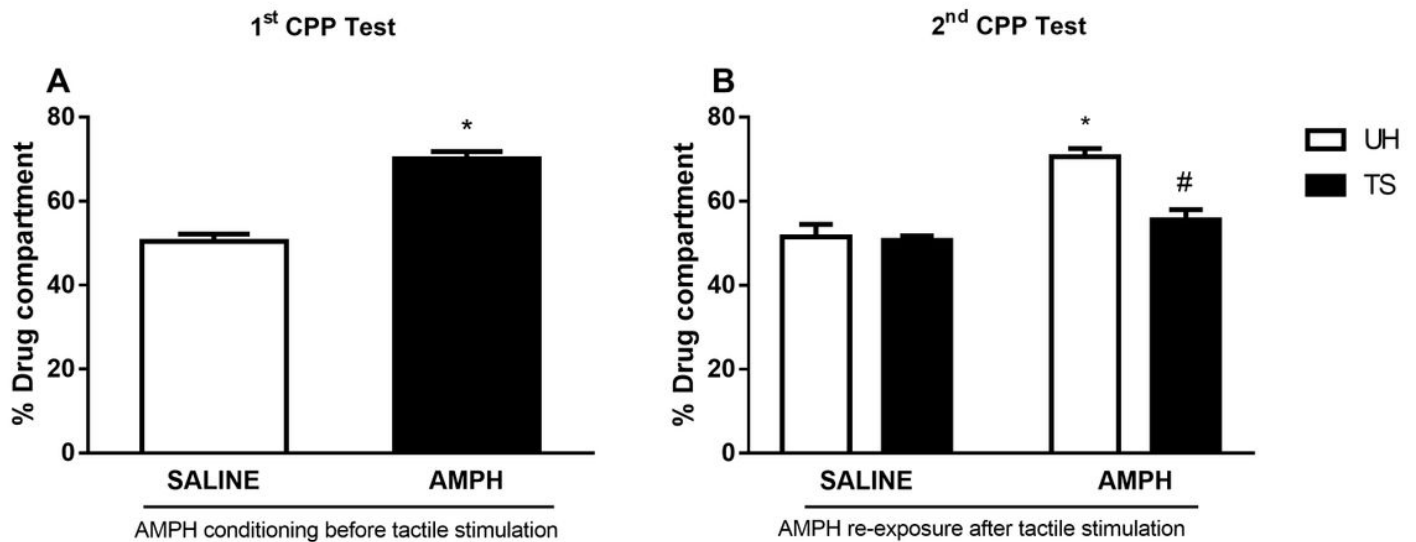 1st CPP Test
A
% Drug compartment
80
*
60
40
20
0
SALINE AMPH
AMPH conditioning before tactile stimulation
2nd CPP Test
B
% Drug compartment
80
*
60
#
40
20
0
SALINE AMPH
AMPH re-exposure after tactile stimulation
UH
TS